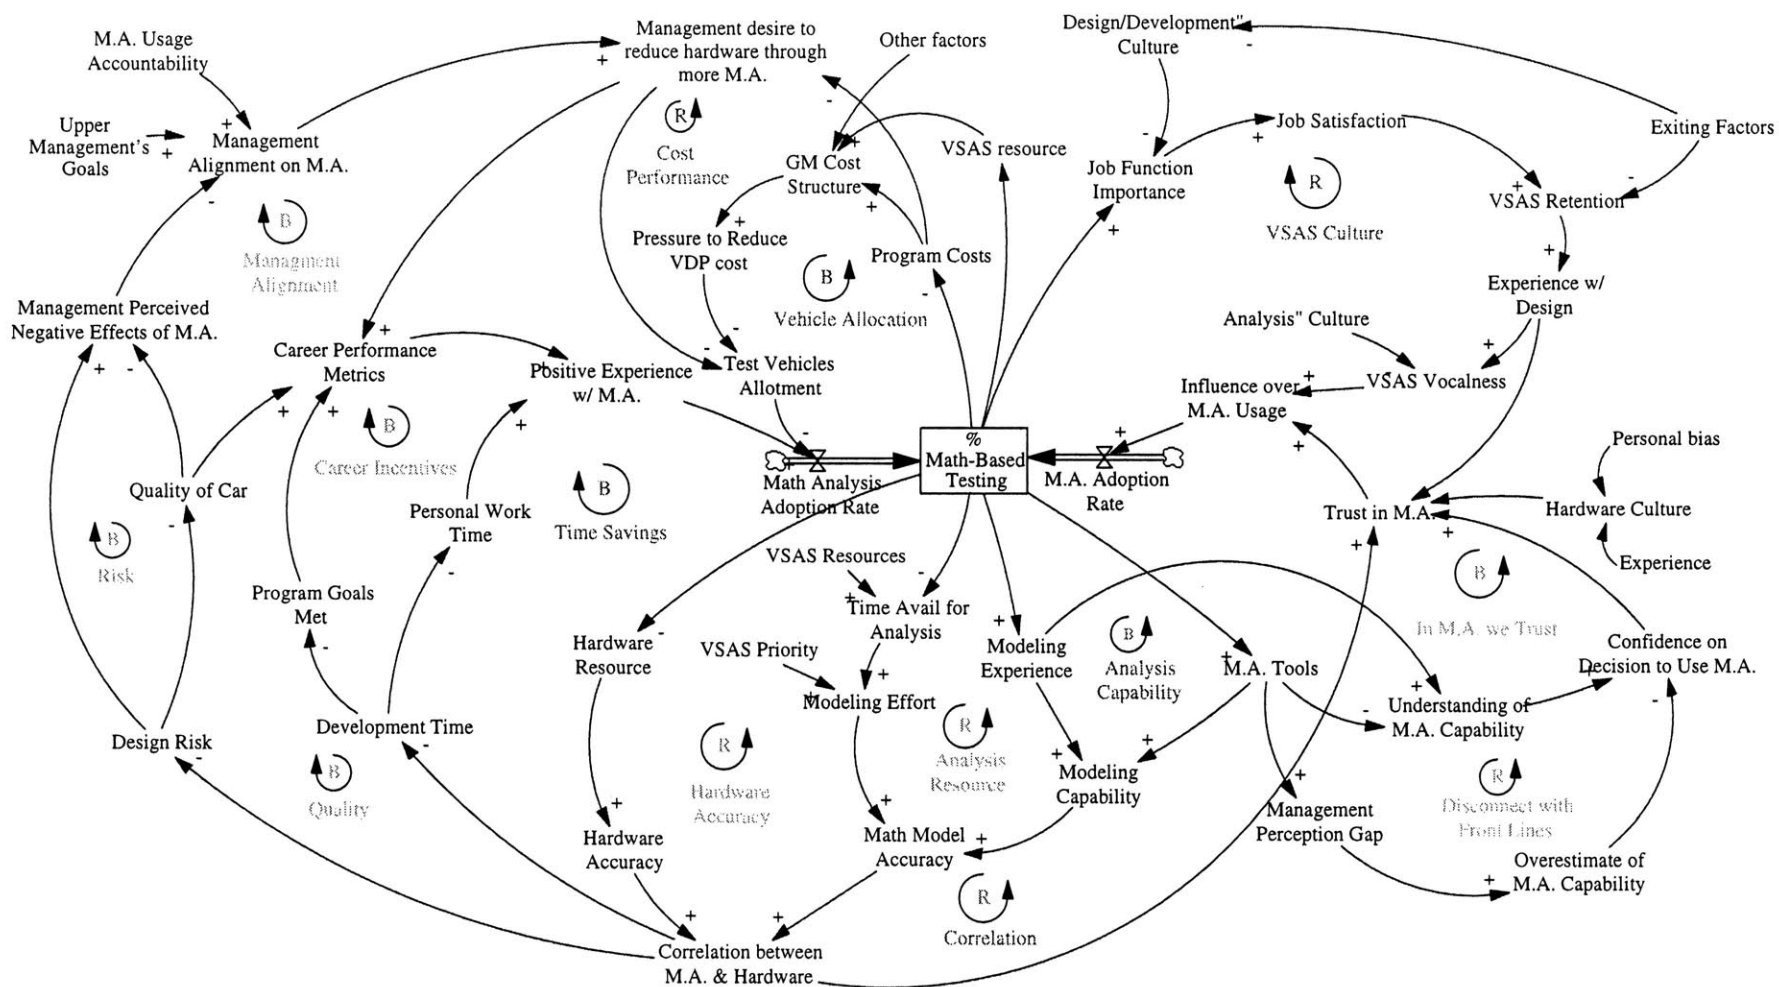 M.A. Usage
Accountability
Upper
Management's
Goals
Management
Alignment on M.A.
Management desire to
reduce hardware through
more M.A.
Other factors
Design/Development"
Culture
Exiting Factors
Job Satisfaction
VSAS resource
GM Cost
Structure
Job Function
Importance
VSAS Retention
R
Cost
Performance
R
VSAS Culture
B
Managment
Alignment
Pressure to Reduce
VDP cost
Program Costs
B
Vehicle Allocation
Experience w/
Design
Analysis" Culture
Management Perceived
Negative Effects of M.A.
Career Performance
Metrics
Positive Experience
w/ M.A.
Test Vehicles
Allotment
Influence over
M.A. Usage
VSAS Vocalness
B
Career Incentives
%
Math-Based
Testing
Math Analysis
Adoption Rate
M.A. Adoption
Rate
Personal bias
Quality of Car
Personal Work
Time
B
Time Savings
Trust in M.A.
Hardware Culture
Experience
B
Risk
VSAS Resources
Program Goals
Met
Time Avail for
Analysis
B
In M.A. we Trust
Hardware
Resource
VSAS Priority
Modeling
Experience
B
Analysis
Capability
M.A. Tools
Confidence on
Decision to Use M.A.
Modeling Effort
Understanding of
M.A. Capability
Design Risk
Development Time
B
Quality
R
Hardware
Accuracy
R
Analysis
Resource
Modeling
Capability
R
Disconnect with
Front Lines
Management
Perception Gap
Hardware
Accuracy
Math Model
Accuracy
Overestimate of
M.A. Capability
R
Correlation
Correlation between
M.A. & Hardware